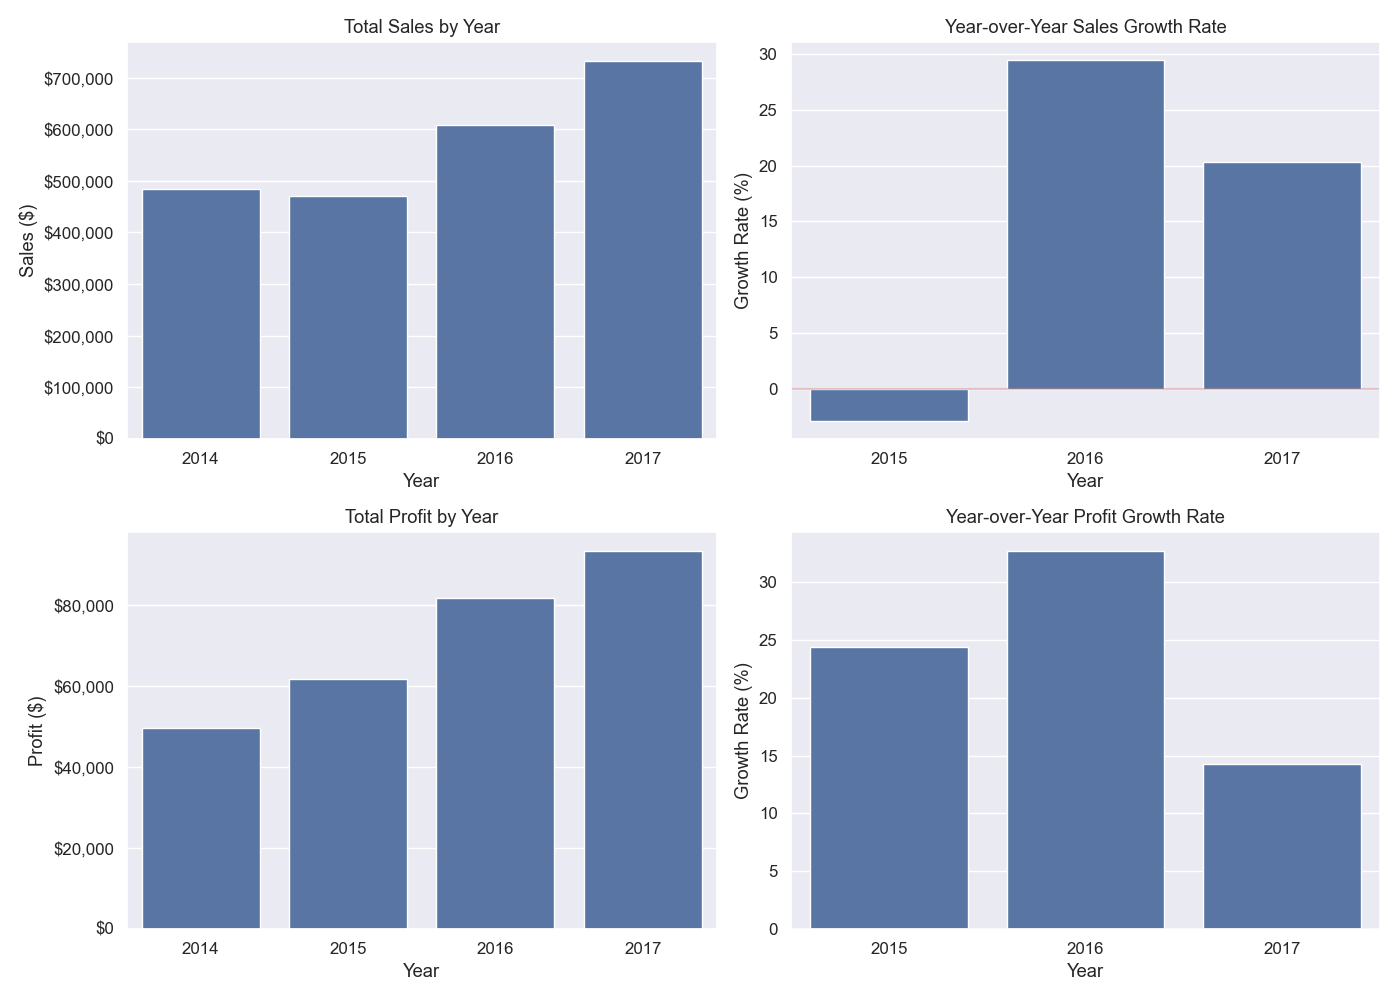 Total Sales by Year
$700,000
$600,000
$500,000
$400,000
$300,000
$200,000
$100,000
$0
Sales ($)
2014 2015 2016 2017
Year
Year-over-Year Sales Growth Rate
30
25
20
15
10
5
0
Growth Rate (%)
2015 2016 2017
Year
Total Profit by Year
$80,000
$60,000
$40,000
$20,000
$0
Profit ($)
2014 2015 2016 2017
Year
Year-over-Year Profit Growth Rate
30
25
20
15
10
5
0
Growth Rate (%)
2015 2016 2017
Year